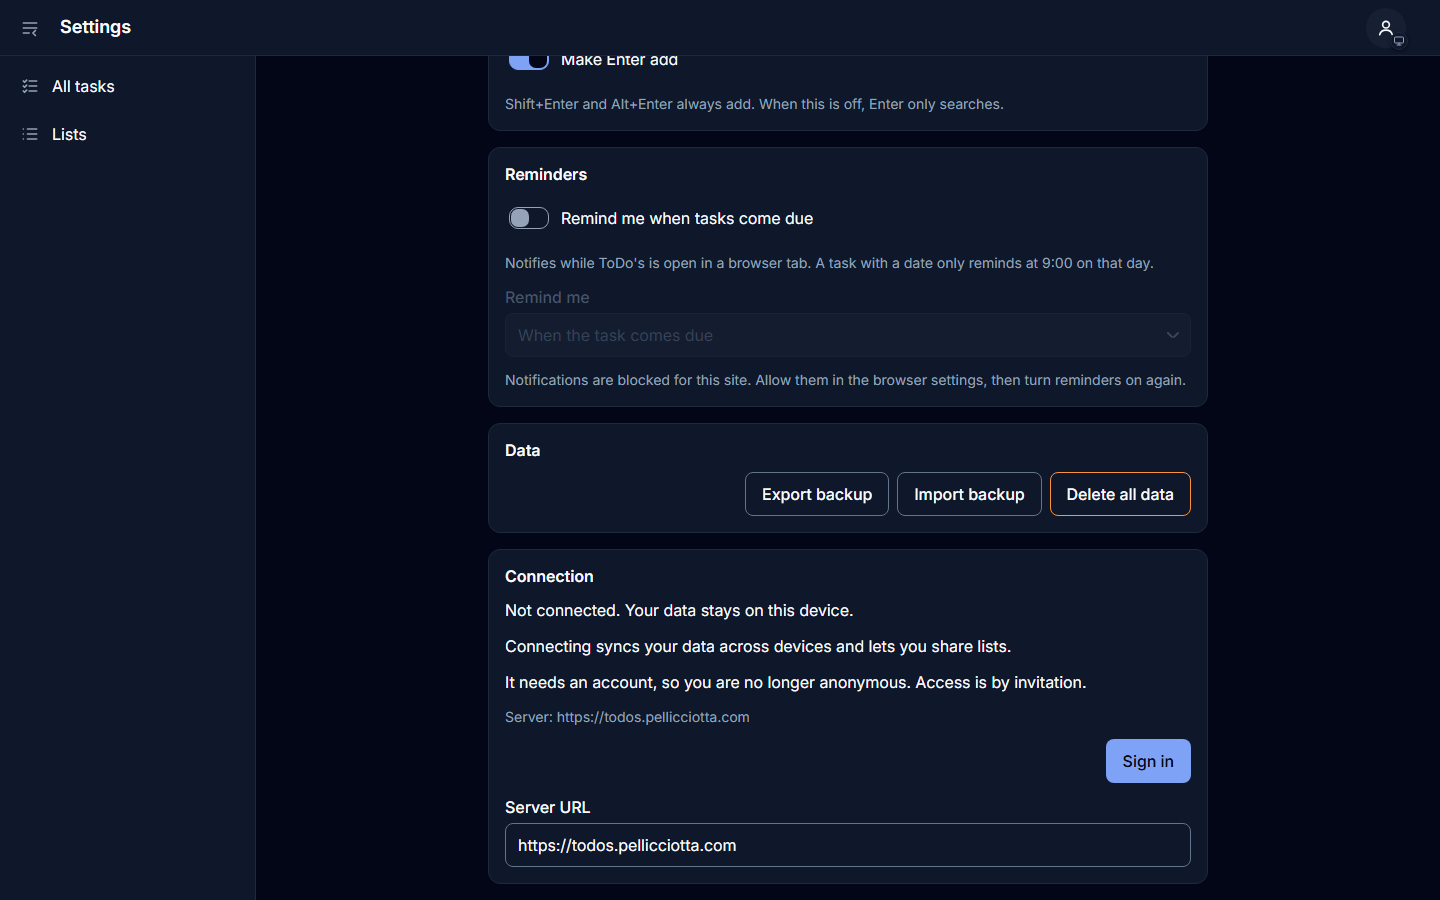 Settings
All tasks
Lists
Make Enter add
Shift+Enter and Alt+Enter always add. When this is off, Enter only searches.
Reminders
Remind me when tasks come due
Notifies while ToDo's is open in a browser tab. A task with a date only reminds at 9:00 on that day.
Remind me
When the task comes due
Notifications are blocked for this site. Allow them in the browser settings, then turn reminders on again.
Data
Export backup
Import backup
Delete all data
Connection
Not connected. Your data stays on this device.
Connecting syncs your data across devices and lets you share lists.
It needs an account, so you are no longer anonymous. Access is by invitation.
Server: https://todos.pellicciotta.com
Sign in
Server URL
https://todos.pellicciotta.com